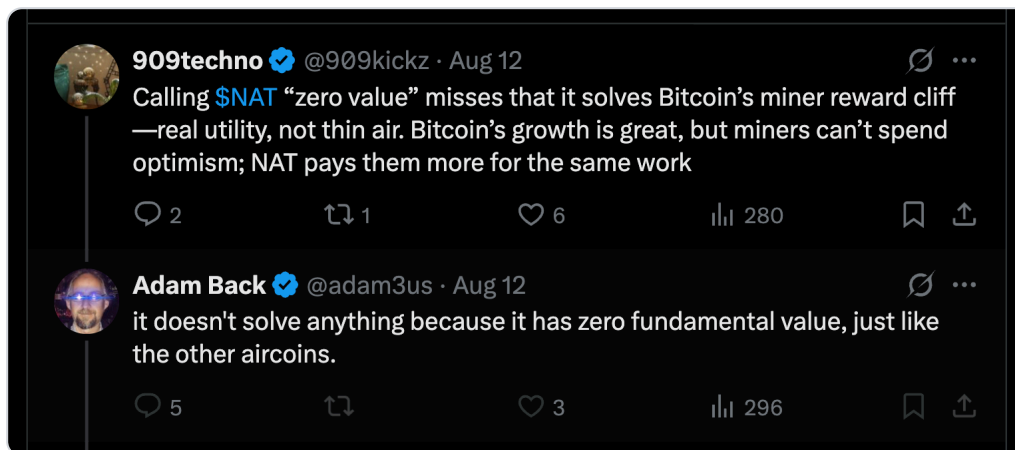 909techno @909kickz · Aug 12
Calling $NAT “zero value” misses that it solves Bitcoin’s miner reward cliff
—real utility, not thin air. Bitcoin’s growth is great, but miners can’t spend
optimism; NAT pays them more for the same work
2 1 6 280
Adam Back @adam3us · Aug 12
it doesn't solve anything because it has zero fundamental value, just like
the other aircoins.
5 3 296